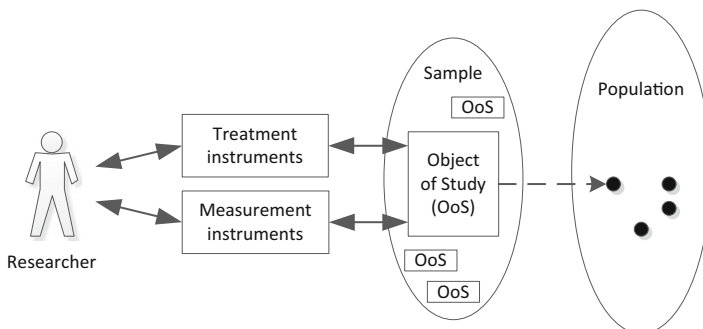 Sample
Population
OoS
Treatment
instruments
Object
of Study
(OoS)
Measurement
instruments
Researcher
OoS
OoS